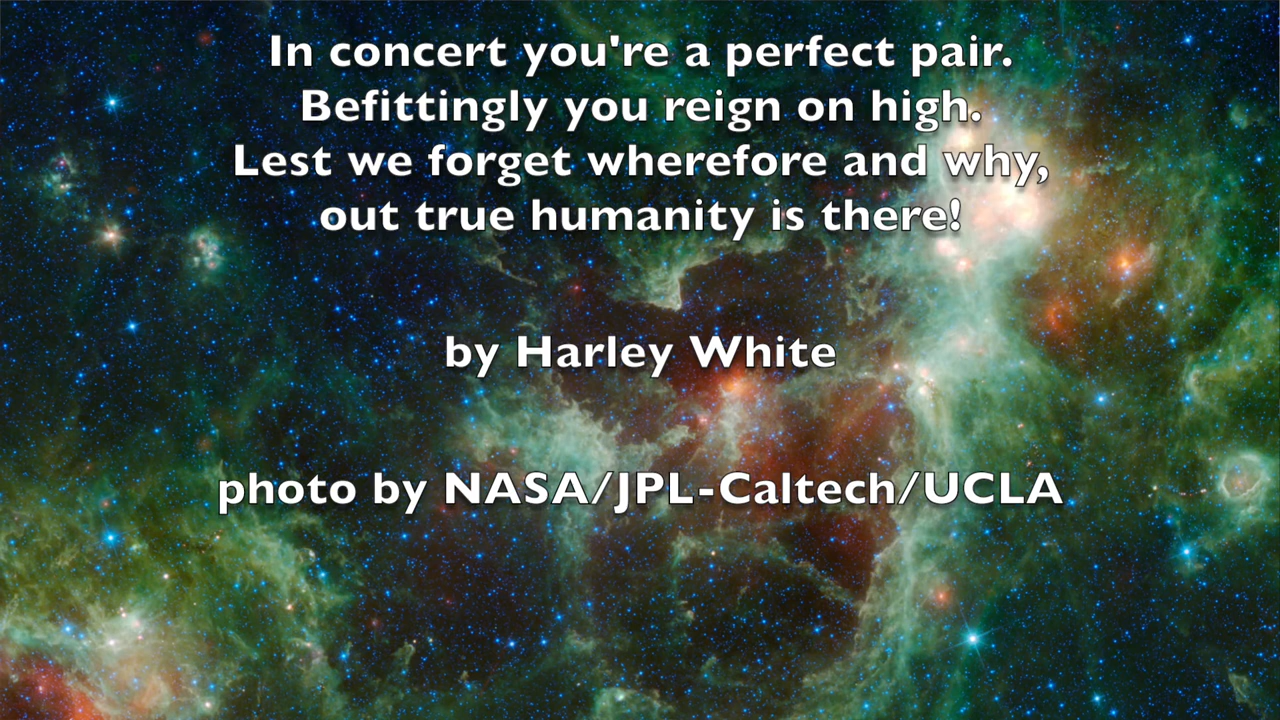 In concert you're a perfect pair.
Befittingly you reign on high.
Lest we forget wherefore and why,
out true humanity is there!
by Harley White
photo by NASA/JPL-Caltech/UCLA